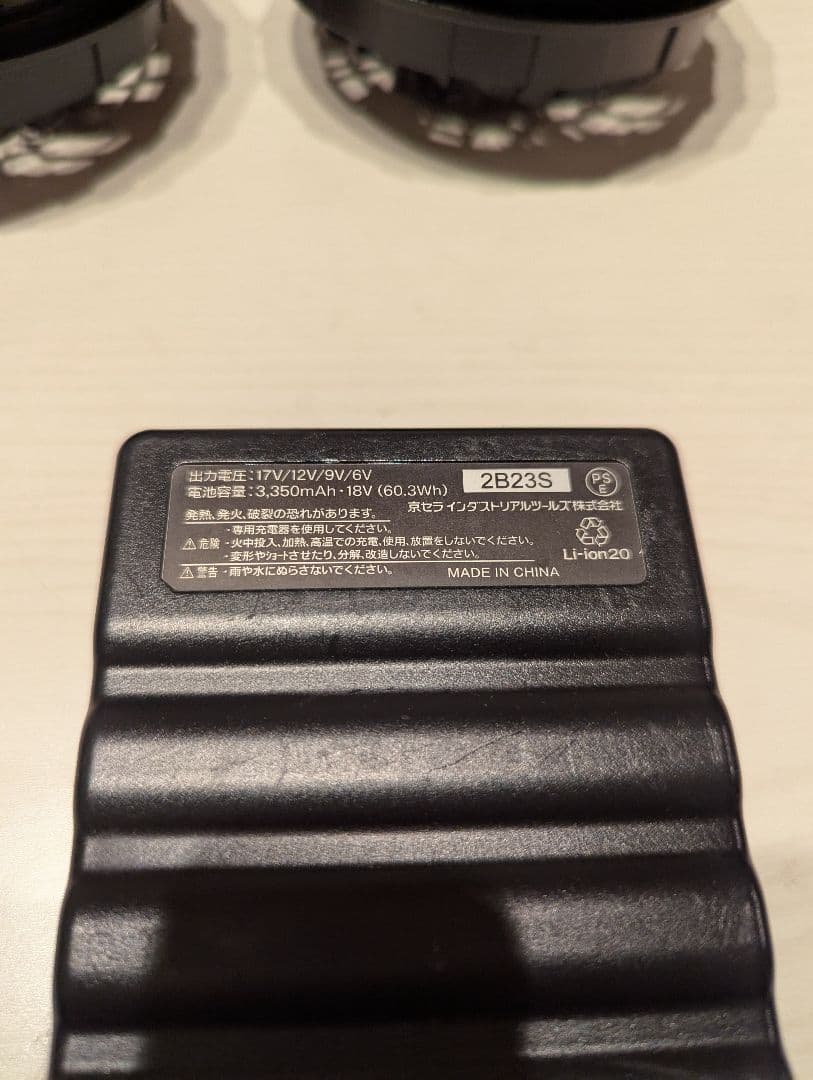 出力電圧:17V/12V/9V/6V
電池容量:3,350mAh・18V (60.3Wh)
2B23S
PS
E
京セラインダストリアルツールズ株式会社
発熱、発火、破裂の恐れがあります。
・専用充電器を使用してください。
⚠危険 ・火中投入、加熱、高温での充電、使用、放置をしないでください。
・変形やショートさせたり、分解、改造しないでください。
Li-ion20
⚠警告 ・雨や水にぬらさないでください。
MADE IN CHINA